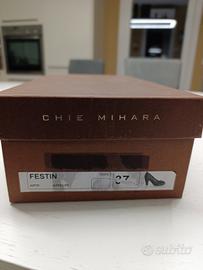 CHIE MIHARA
FESTIN
37
subito